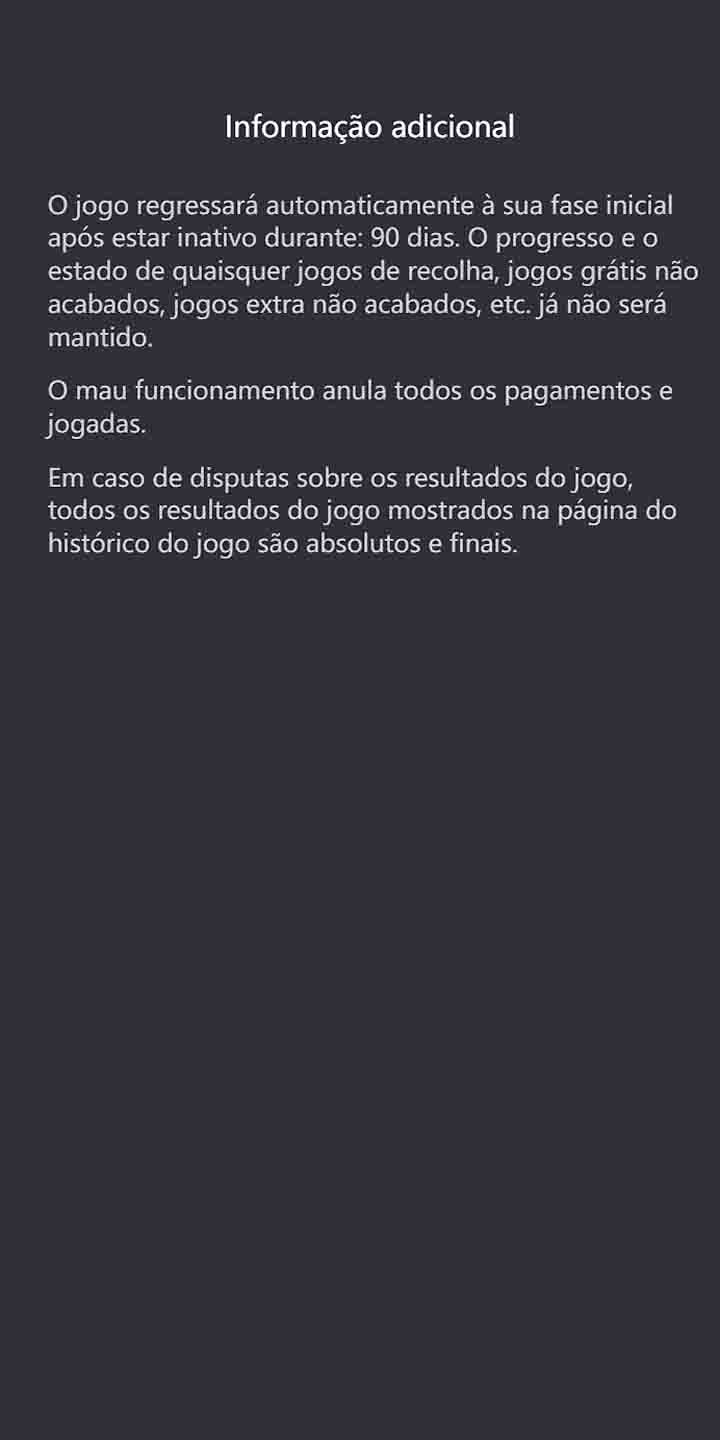 Informação adicional
O jogo regressará automaticamente à sua fase inicial
após estar inativo durante: 90 dias. O progresso e o
estado de quaisquer jogos de recolha, jogos grátis não
acabados, jogos extra não acabados, etc. já não será
mantido.
O mau funcionamento anula todos os pagamentos e
jogadas.
Em caso de disputas sobre os resultados do jogo,
todos os resultados do jogo mostrados na página do
histórico do jogo são absolutos e finais.